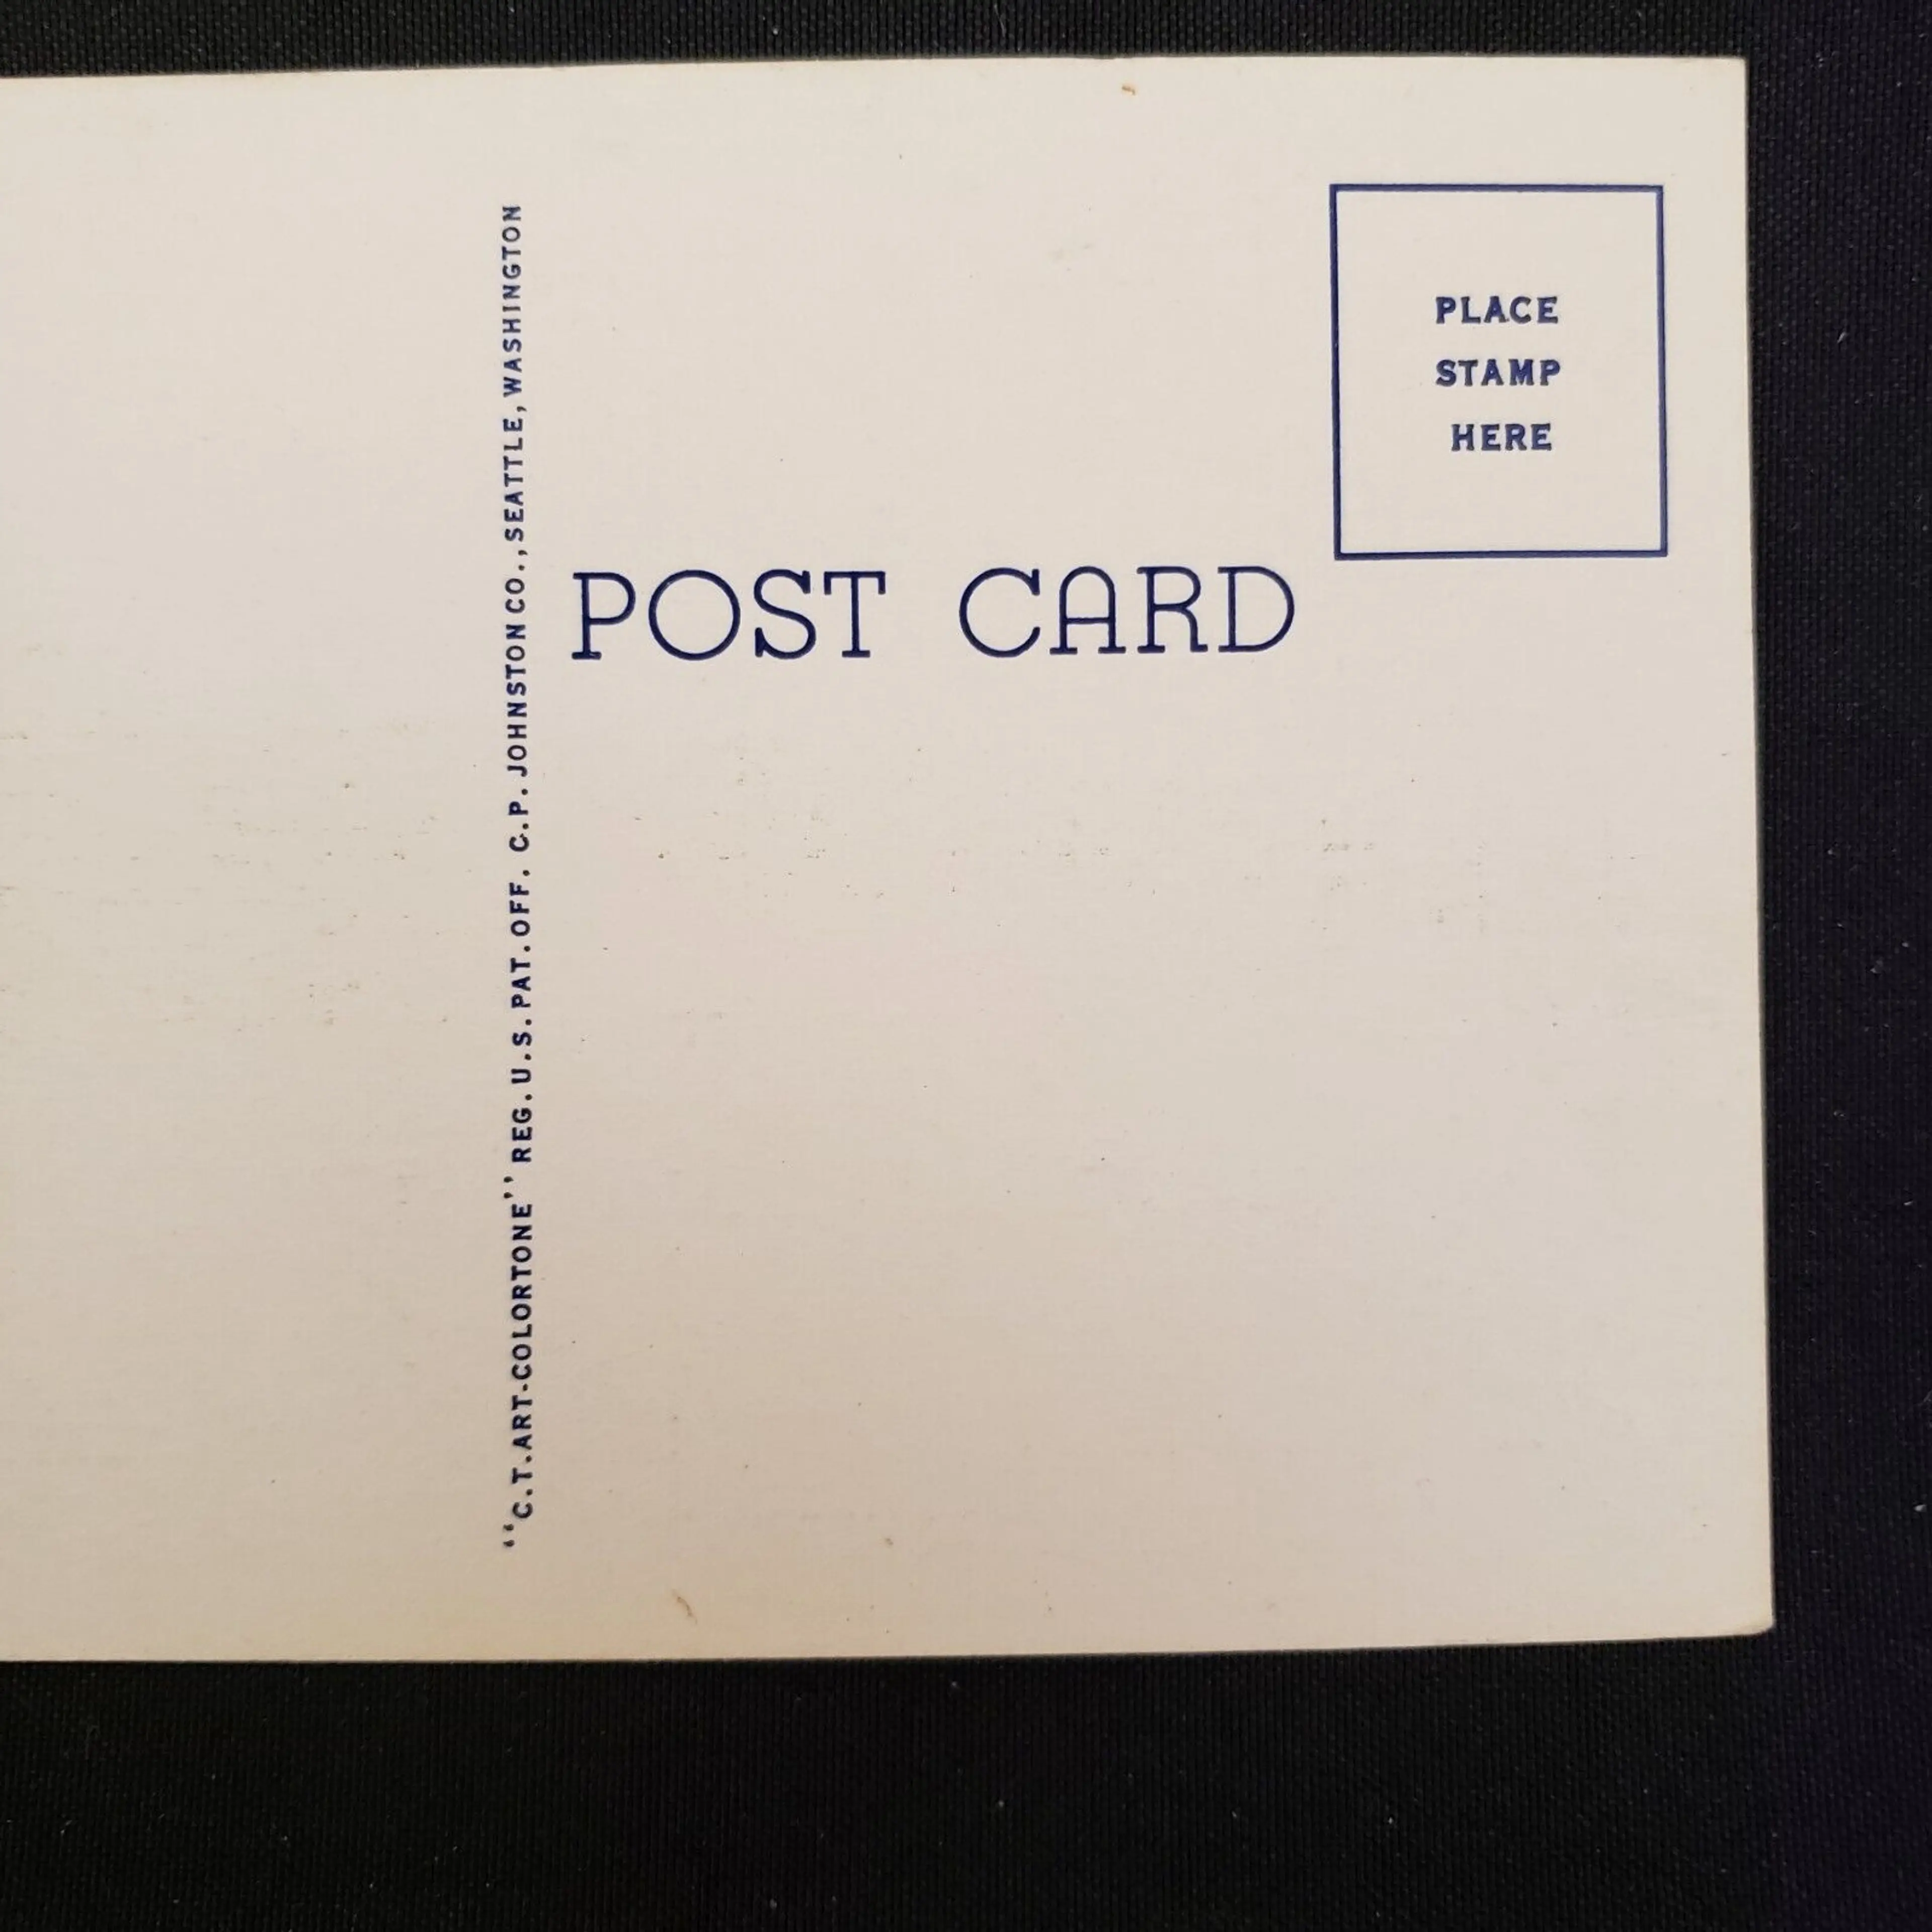 "C.T.ART-COLORTONE" REG.U.S.PAT.OFF. C.P. JOHNSTON CO., SEATTLE, WASHINGTON
PLACE
STAMP
HERE
POST CARD